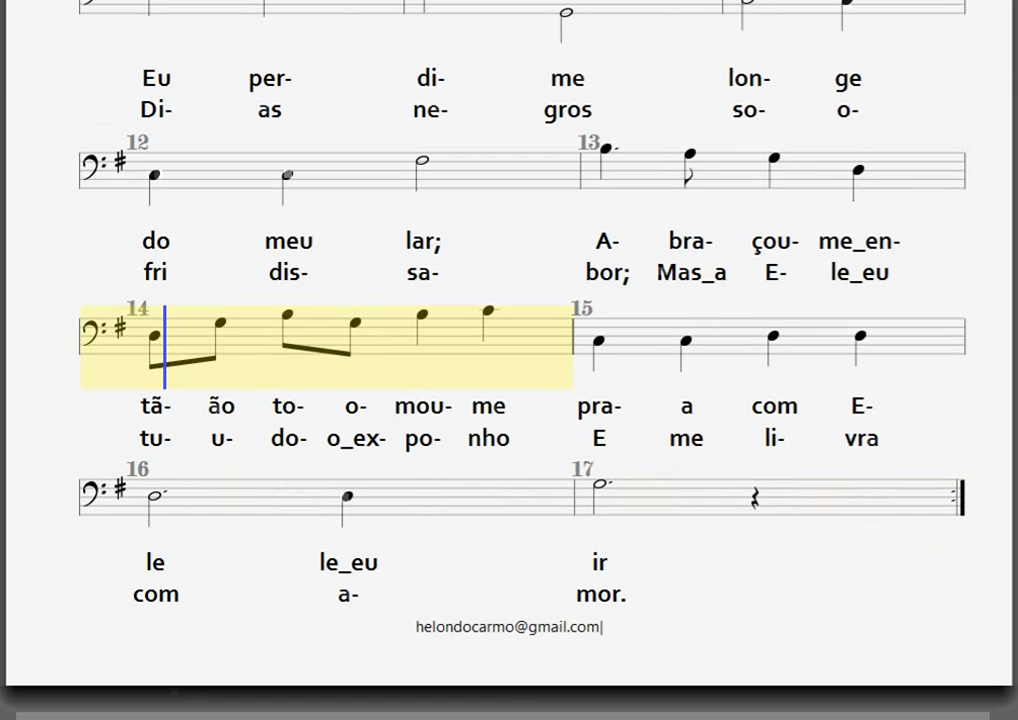 Eu per- di- me lon- ge
Di- as ne- gros so- o-
12 13
do meu lar; A- bra- çou- me_en-
fri dis- sa- bor; Mas_a E- le_eu
14 15
tã- ão to- o- mou- me pra- a com E-
tu- u- do- o_ex- po- nho E me li- vra
16 17
le le_eu ir
com a- mor.
helondocarmo@gmail.com|